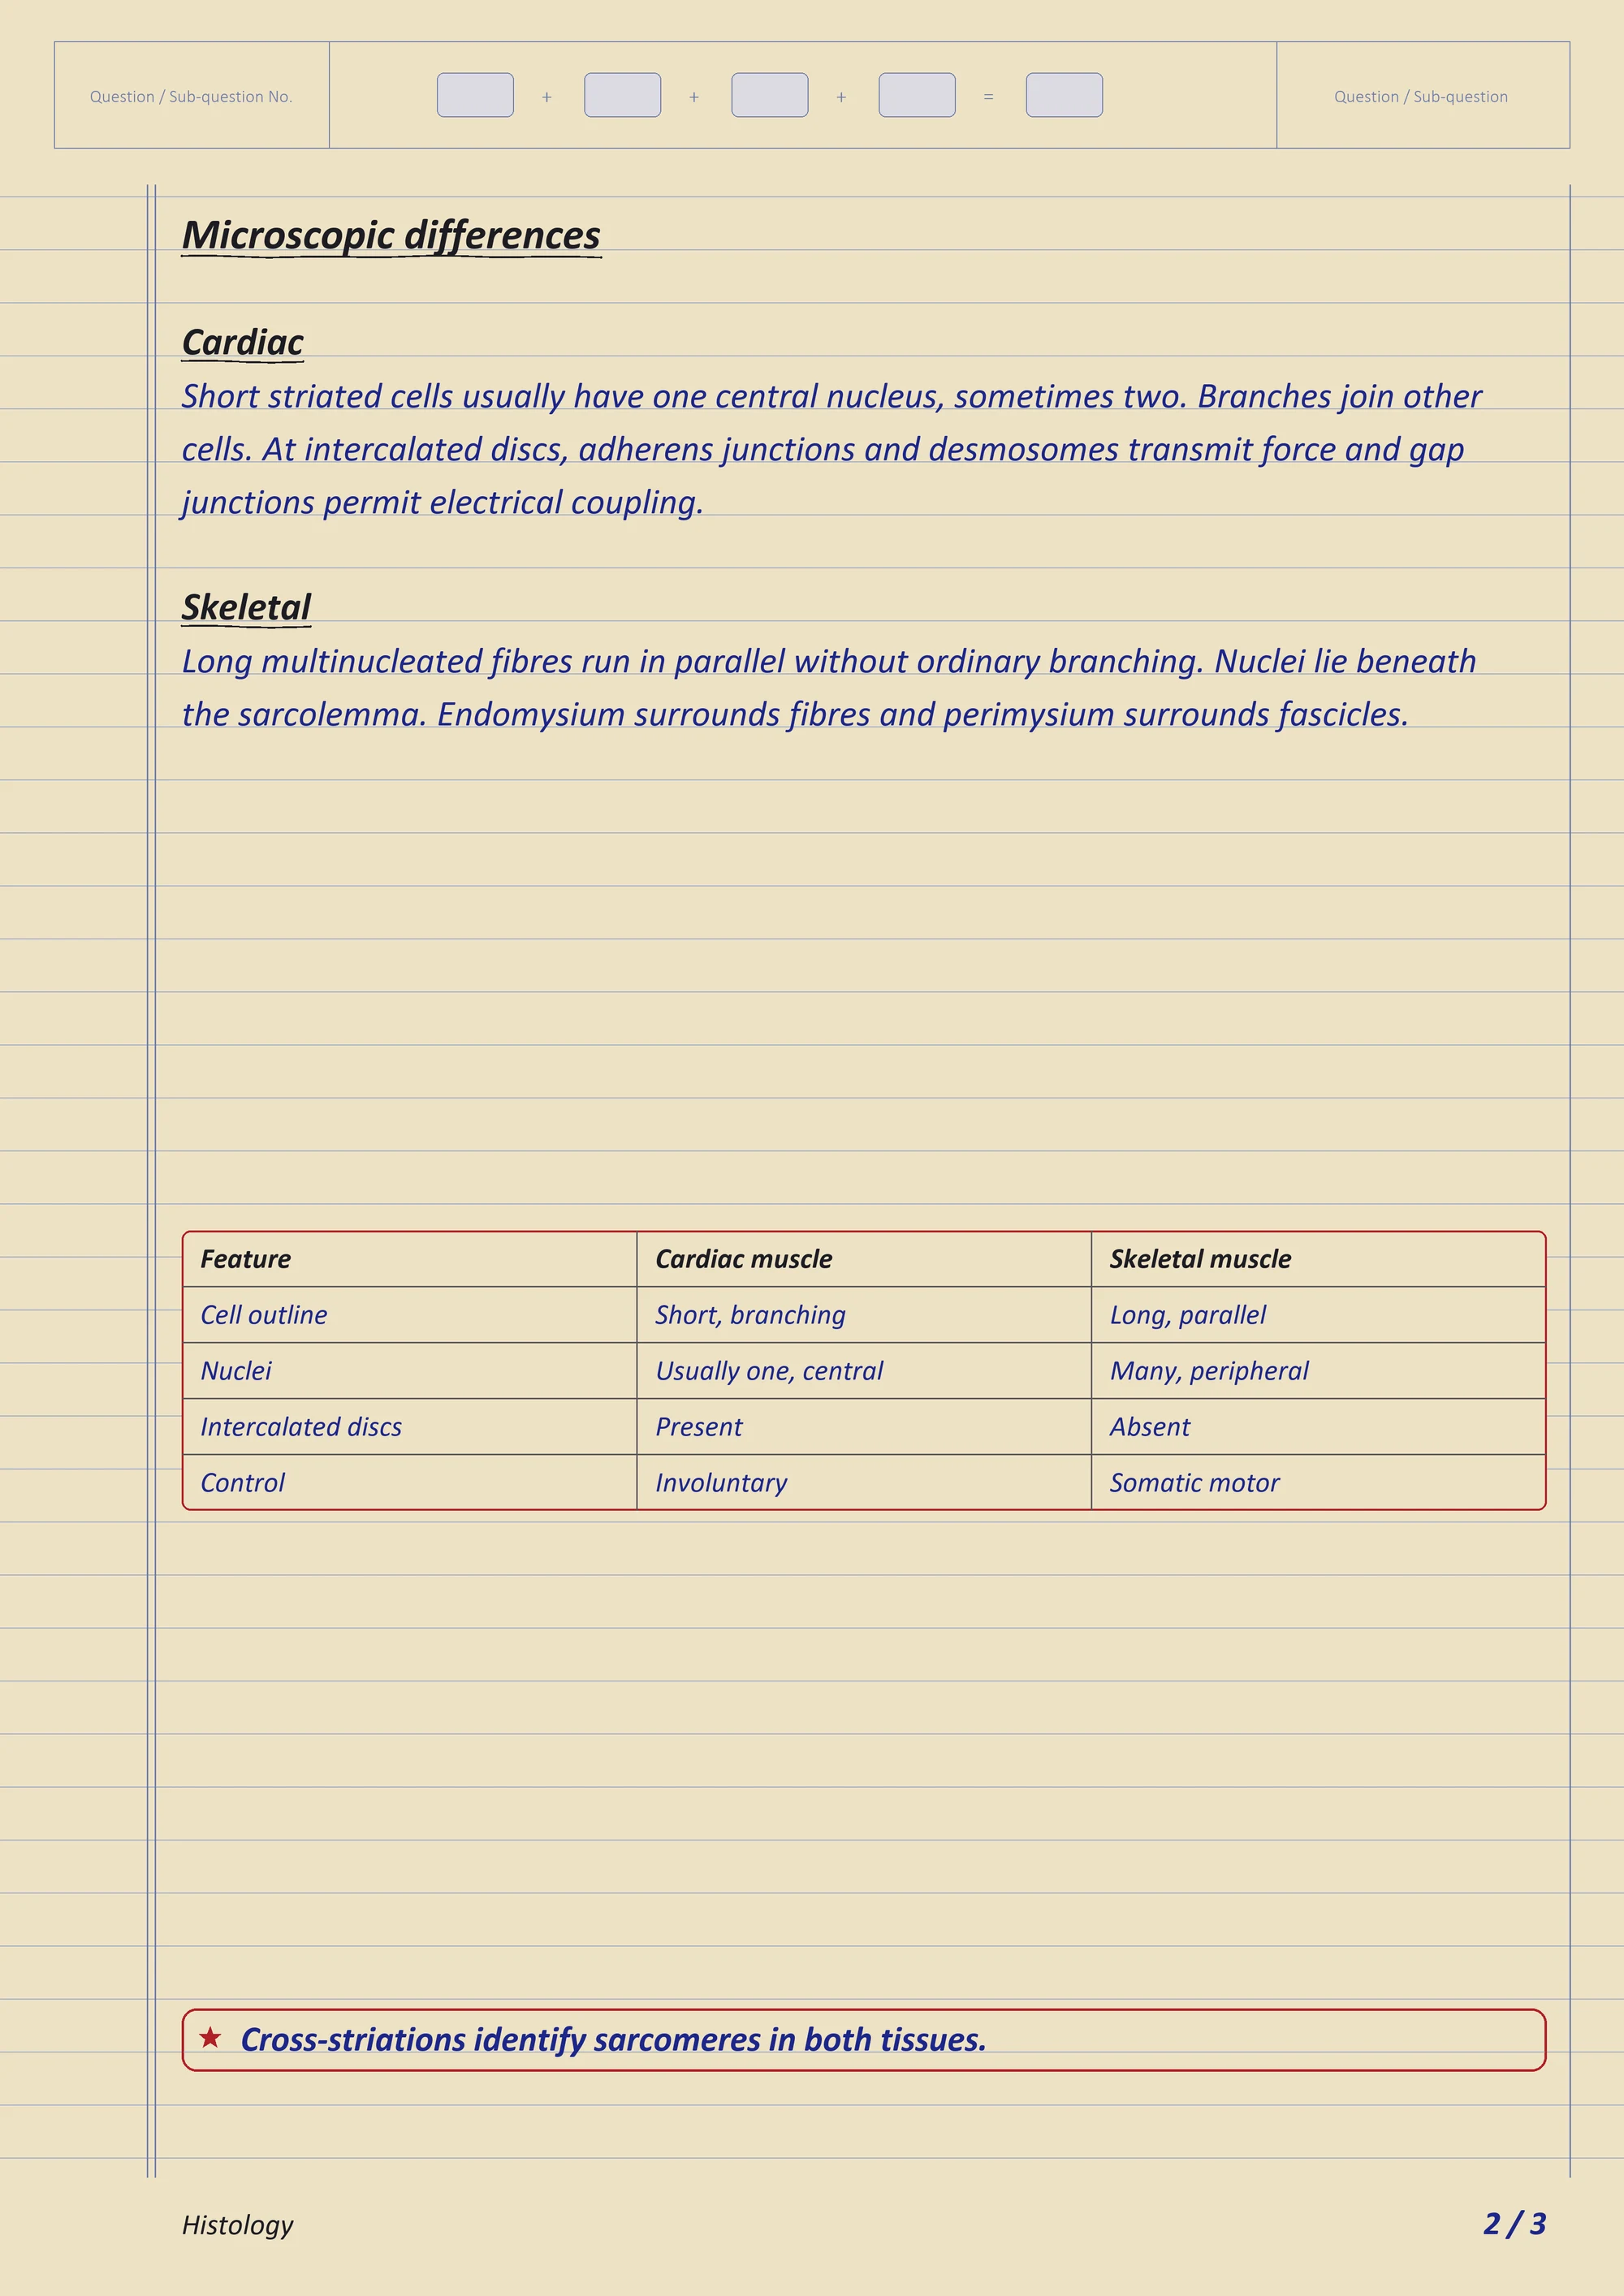 Question / Sub-question No.
+ + + =
Question / Sub-question
Microscopic differences
Cardiac
Short striated cells usually have one central nucleus, sometimes two. Branches join other
cells. At intercalated discs, adherens junctions and desmosomes transmit force and gap
junctions permit electrical coupling.
Skeletal
Long multinucleated fibres run in parallel without ordinary branching. Nuclei lie beneath
the sarcolemma. Endomysium surrounds fibres and perimysium surrounds fascicles.
Feature Cardiac muscle Skeletal muscle
Cell outline Short, branching Long, parallel
Nuclei Usually one, central Many, peripheral
Intercalated discs Present Absent
Control Involuntary Somatic motor
★ Cross-striations identify sarcomeres in both tissues.
Histology 2 / 3